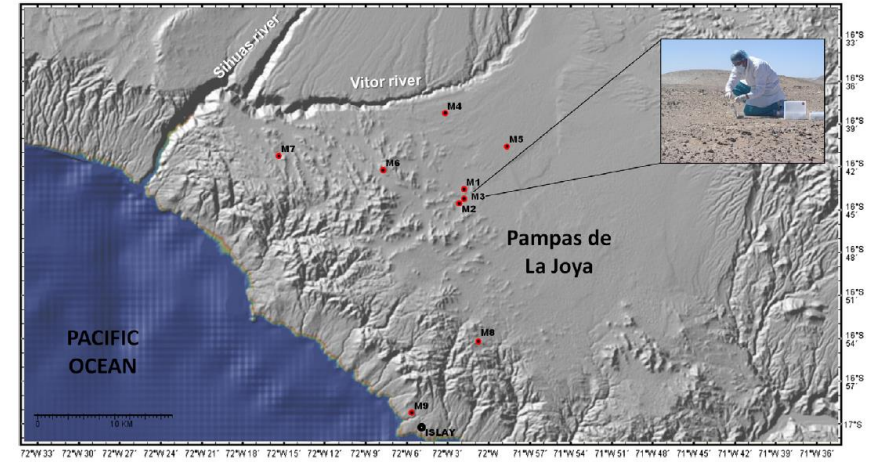 Sihuas river
Vitor river
M4
M5
M7
M6
M1
M3
M2
Pampas de
La Joya
M8
PACIFIC
OCEAN
M9
ISLAY
0 10 KM
16°S
33'
16°S
36'
16°S
39'
16°S
42'
16°S
45'
16°S
48'
16°S
51'
16°S
54'
16°S
57'
17°S
72°W 33' 72°W 30' 72°W 27' 72°W 24' 72°W 21' 72°W 18' 72°W 15' 72°W 12' 72°W 09' 72°W 06' 72°W 03' 72°W 71°W 57' 71°W 54' 71°W 51' 71°W 48' 71°W 45' 71°W 42' 71°W 39' 71°W 36'